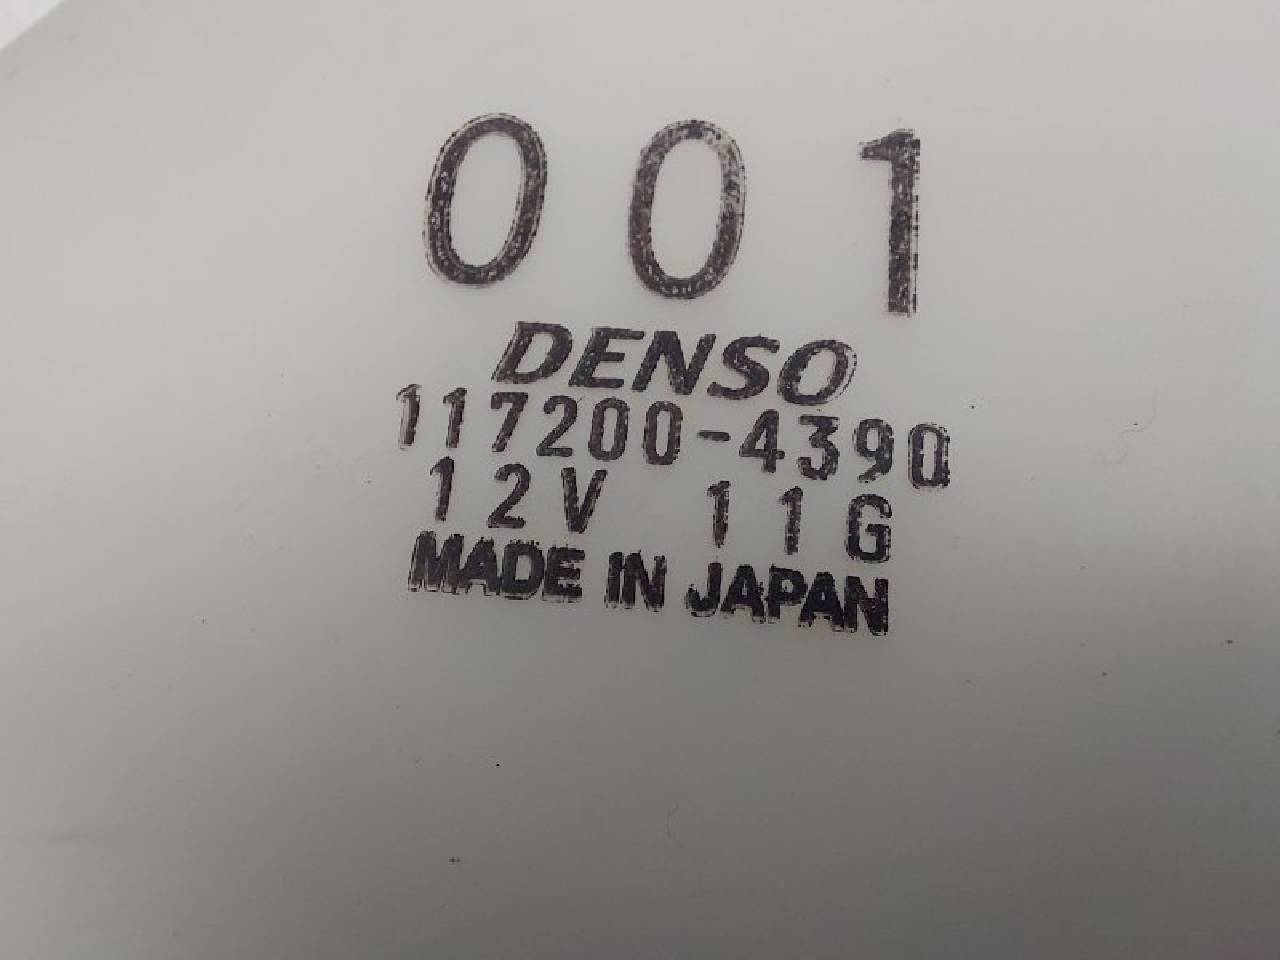 001
DENSO
117200-4390
12V 11G
MADE IN JAPAN